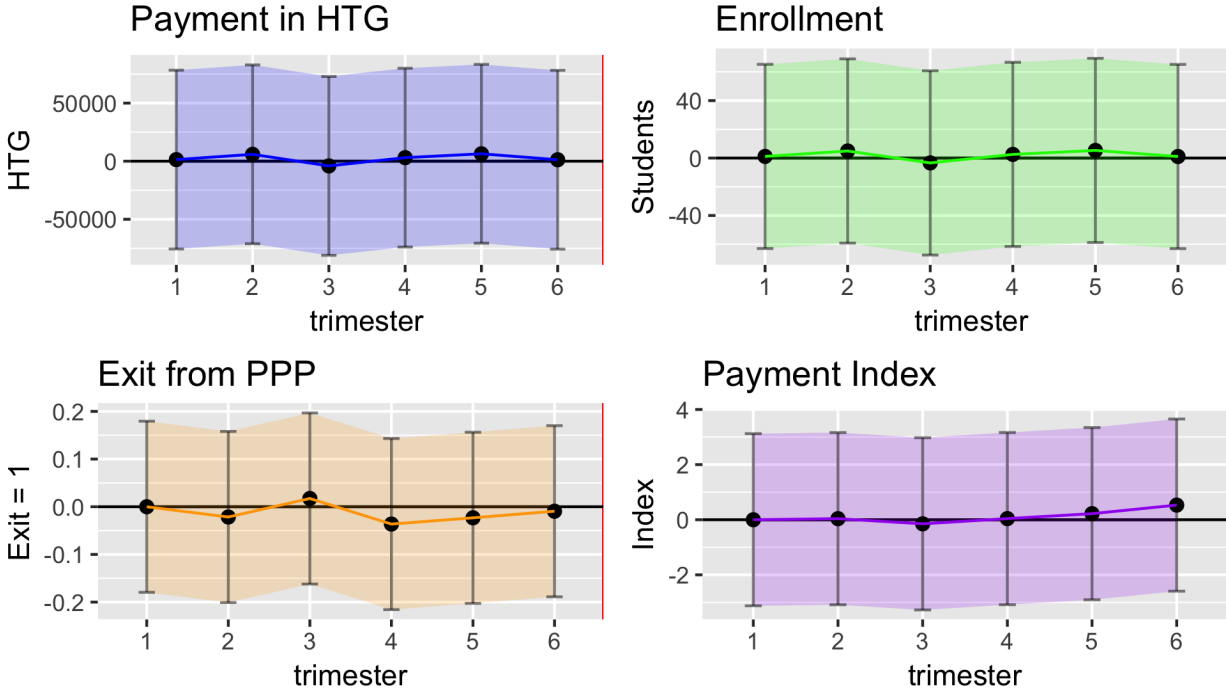 Payment in HTG
HTG
50000
0
-50000
1 2 3 4 5 6
trimester
Enrollment
Students
40
0
-40
1 2 3 4 5 6
trimester
Exit from PPP
Exit = 1
0.2
0.1
0.0
-0.1
-0.2
1 2 3 4 5 6
trimester
Payment Index
Index
4
2
0
-2
1 2 3 4 5 6
trimester